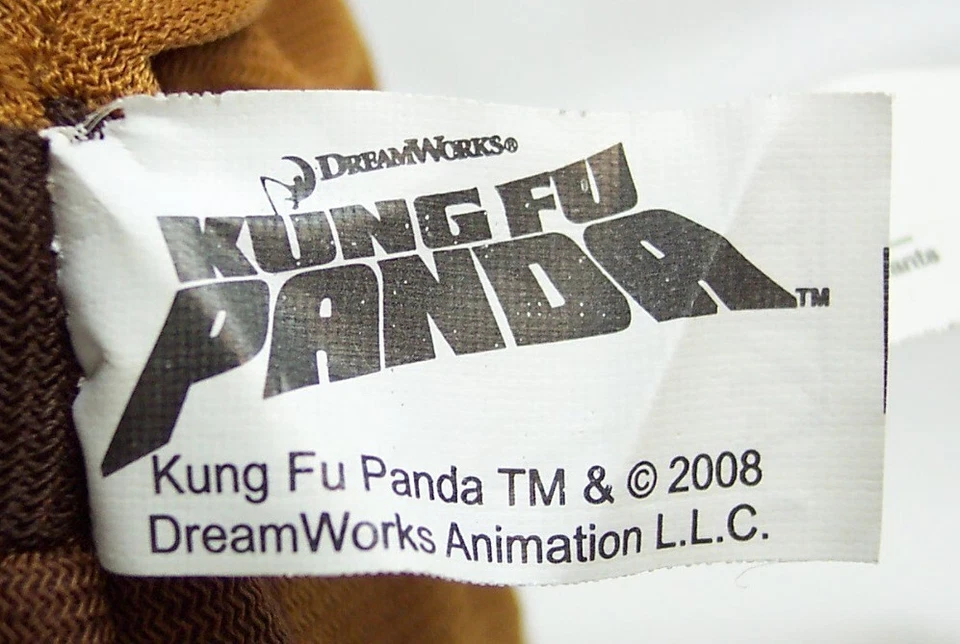 DREAMWORKS®
KUNG FU
PANDA™
Kung Fu Panda TM & © 2008
DreamWorks Animation L.L.C.